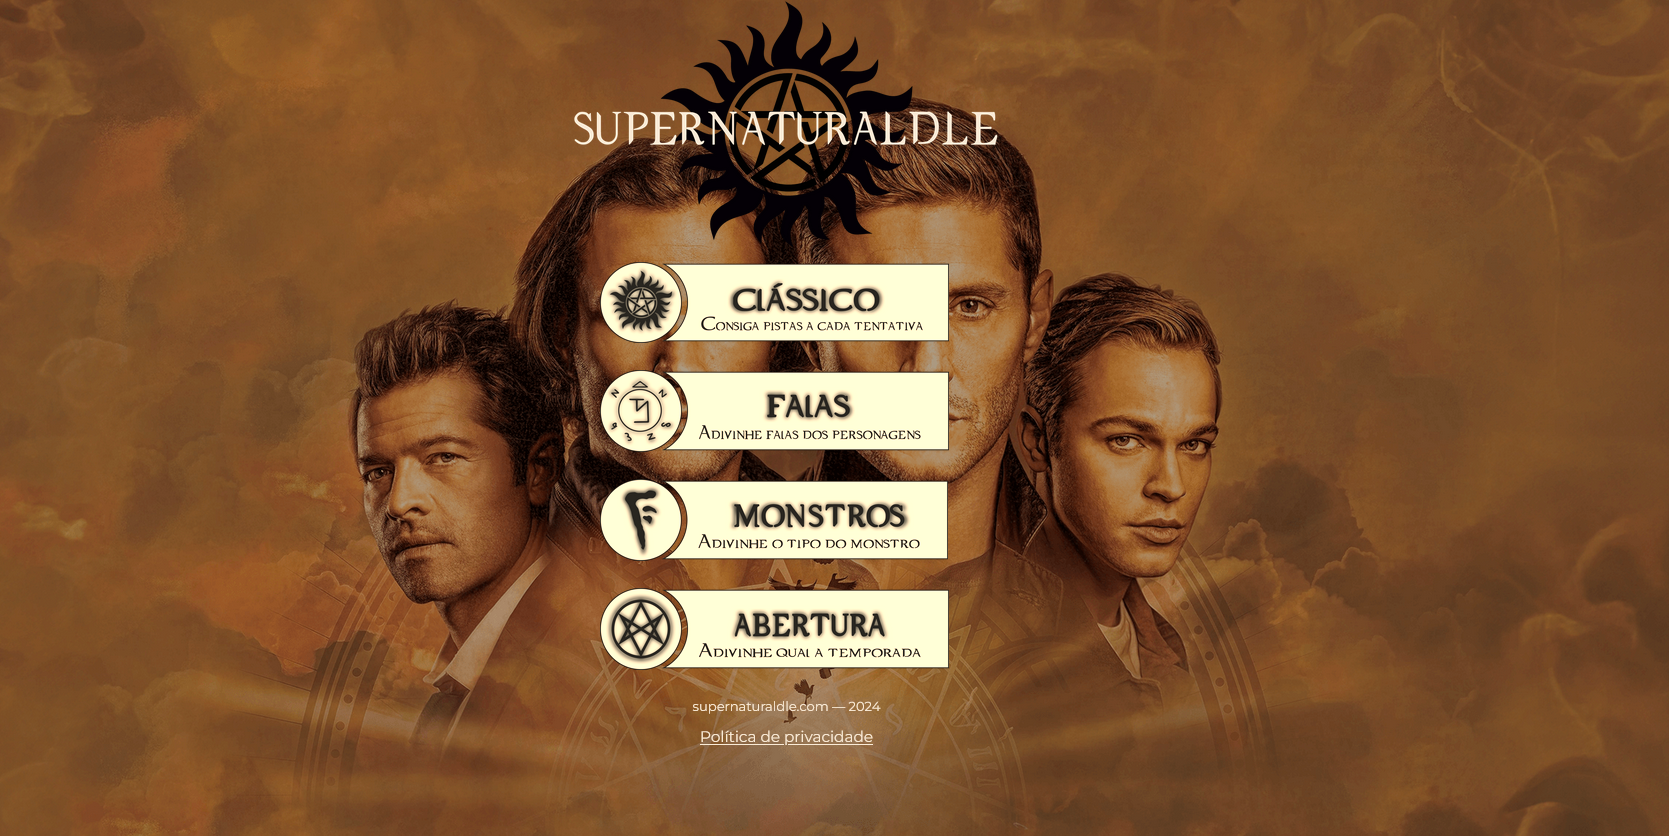 SUPERNATURALDLE
CLÁSSICO
CONSIGA PISTAS A CADA TENTATIVA
FALAS
ADIVINHE FALAS DOS PERSONAGENS
MONSTROS
ADIVINHE O TIPO DO MONSTRO
ABERTURA
ADIVINHE QUAL A TEMPORADA
supernaturaldle.com — 2024
Política de privacidade